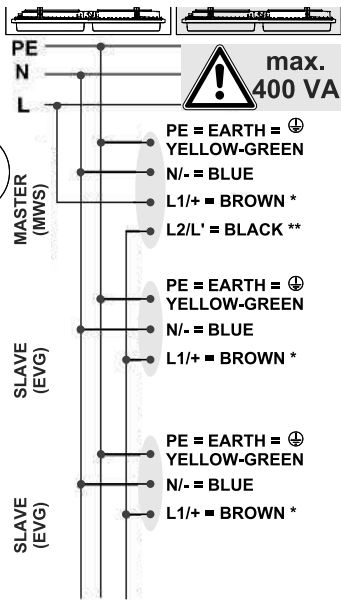 PE
N
L
max.
400 VA
MASTER
(MWS)
PE = EARTH = ⏚
YELLOW-GREEN
N/- = BLUE
L1/+ = BROWN *
L2/L' = BLACK **
SLAVE
(EVG)
PE = EARTH = ⏚
YELLOW-GREEN
N/- = BLUE
L1/+ = BROWN *
SLAVE
(EVG)
PE = EARTH = ⏚
YELLOW-GREEN
N/- = BLUE
L1/+ = BROWN *